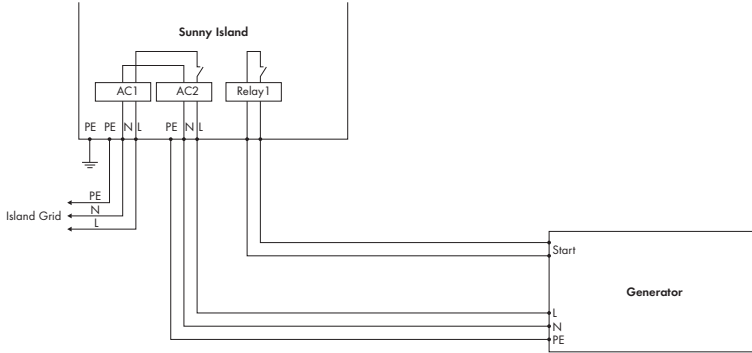 Sunny Island
AC1
AC2
Relay1
PE PE N L
PE N L
PE
N
L
Island Grid
Start
Generator
L
N
PE